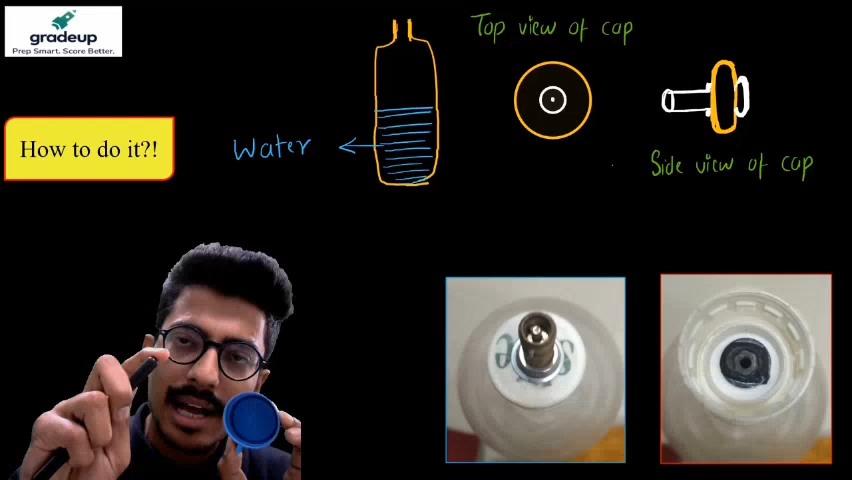 gradeup
Prep Smart. Score Better.
Top view of cap
How to do it?!
Water
Side view of cap